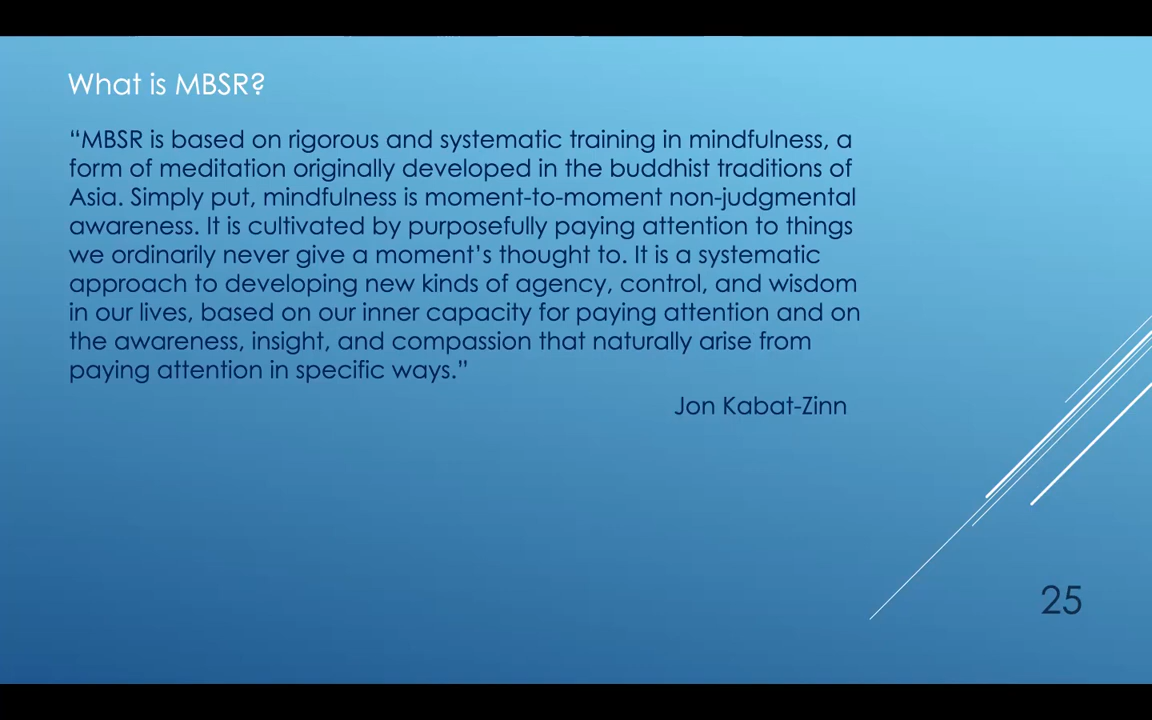 What is MBSR?
“MBSR is based on rigorous and systematic training in mindfulness, a
form of meditation originally developed in the buddhist traditions of
Asia. Simply put, mindfulness is moment-to-moment non-judgmental
awareness. It is cultivated by purposefully paying attention to things
we ordinarily never give a moment’s thought to. It is a systematic
approach to developing new kinds of agency, control, and wisdom
in our lives, based on our inner capacity for paying attention and on
the awareness, insight, and compassion that naturally arise from
paying attention in specific ways.”
Jon Kabat-Zinn
25